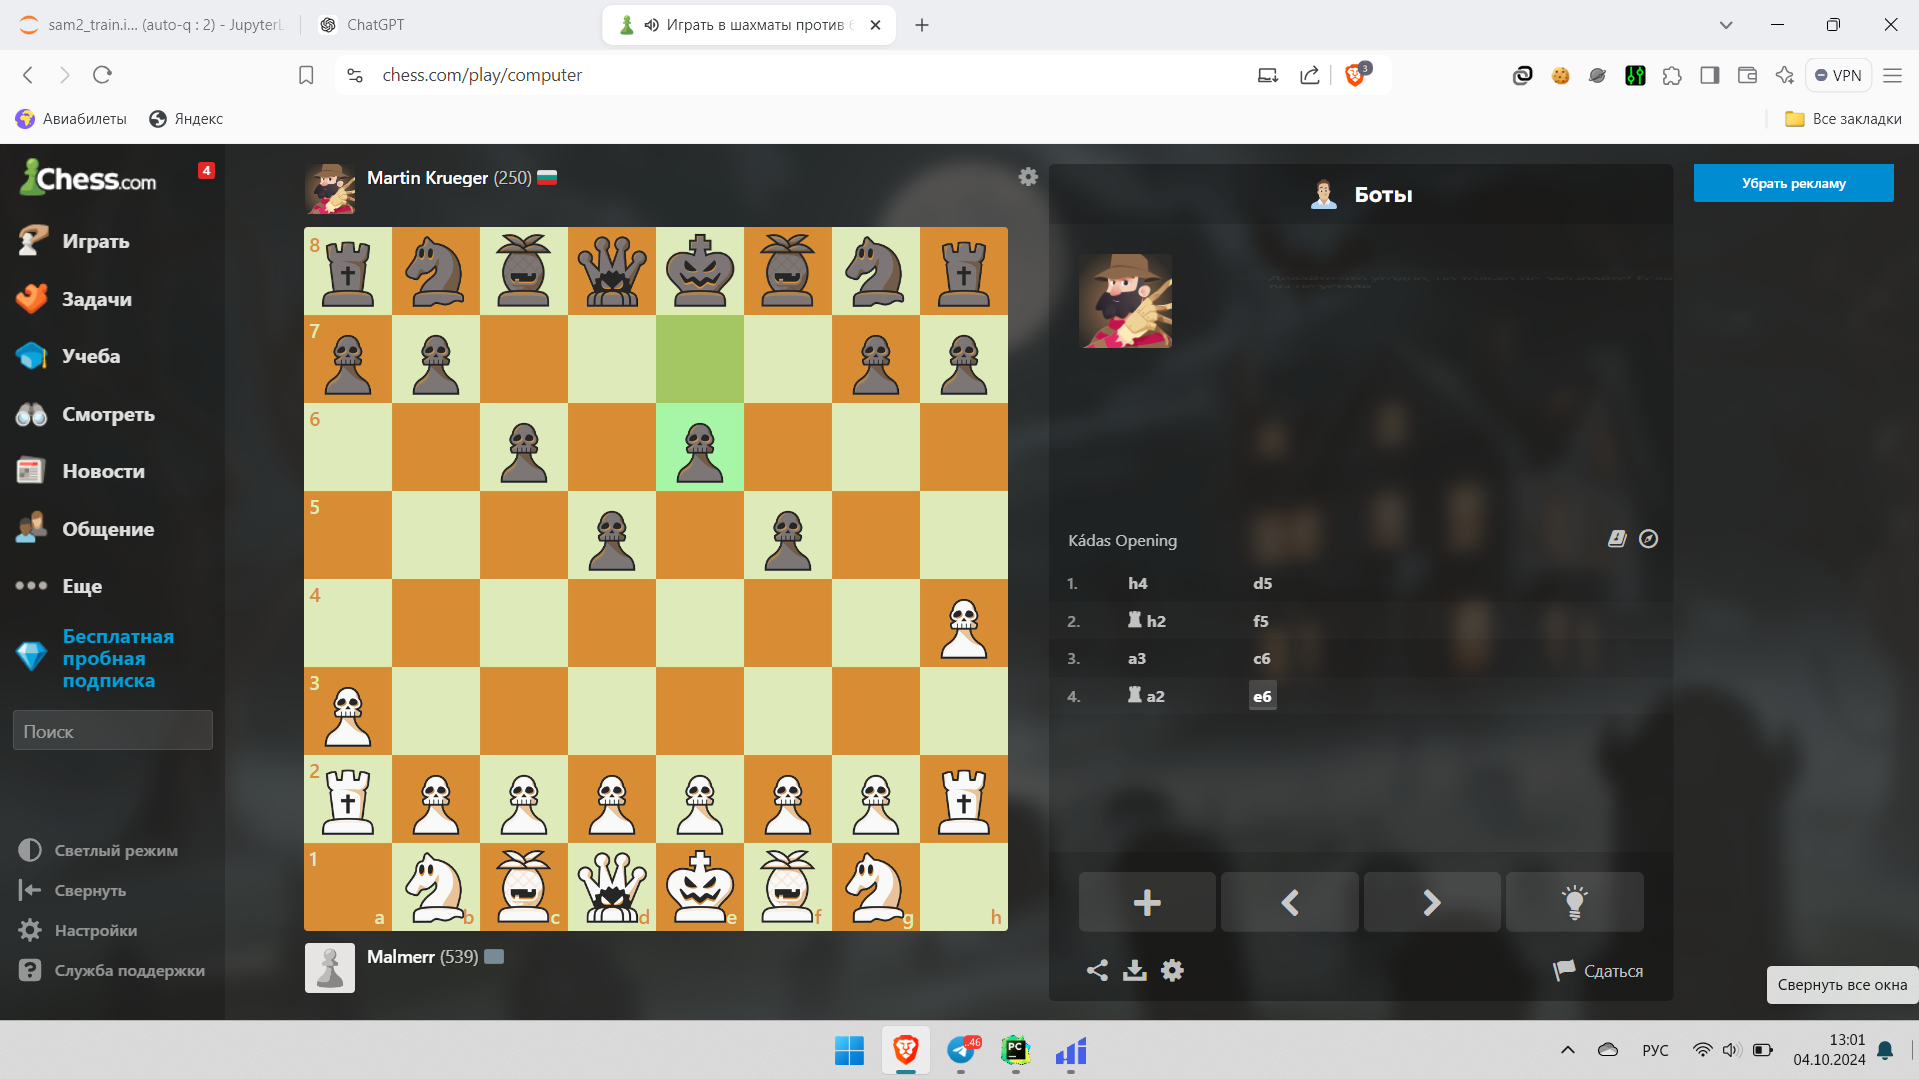 sam2_train.i... (auto-q : 2) - JupyterL
ChatGPT
Играть в шахматы против
chess.com/play/computer
3
VPN
Авиабилеты
Яндекс
Все закладки
Chess.com
4
Играть
Задачи
Учеба
Смотреть
Новости
Общение
Еще
Бесплатная
пробная
подписка
Поиск
Светлый режим
Свернуть
Настройки
Служба поддержки
Martin Krueger (250)
8
7
6
5
4
3
2
1
a b c d e f g h
Malmerr (539)
Боты
Kádas Opening
1. h4 d5
2. h2 f5
3. a3 c6
4. a2 e6
Сдаться
Убрать рекламу
Свернуть все окна
..46
PC
РУС
13:01
04.10.2024